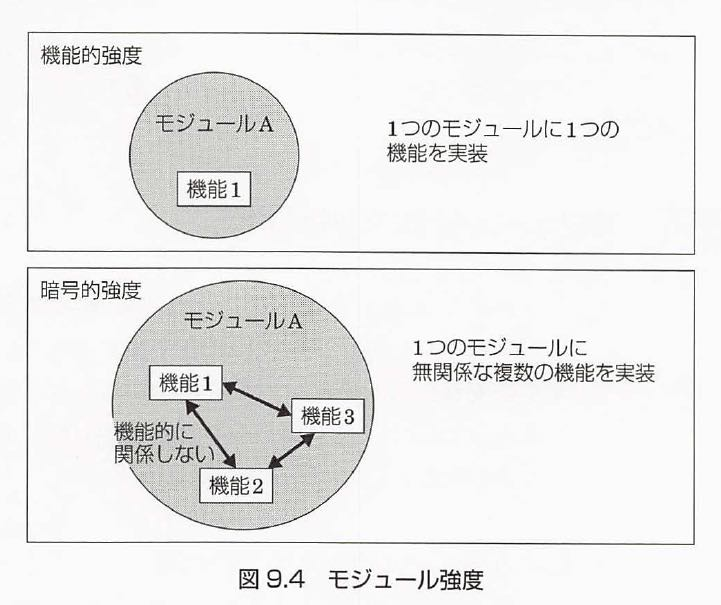 機能的強度
モジュールA
機能1
1つのモジュールに1つの
機能を実装
暗号的強度
モジュールA
機能1
機能3
機能的に
関係しない
機能2
1つのモジュールに
無関係な複数の機能を実装
図 9.4 モジュール強度